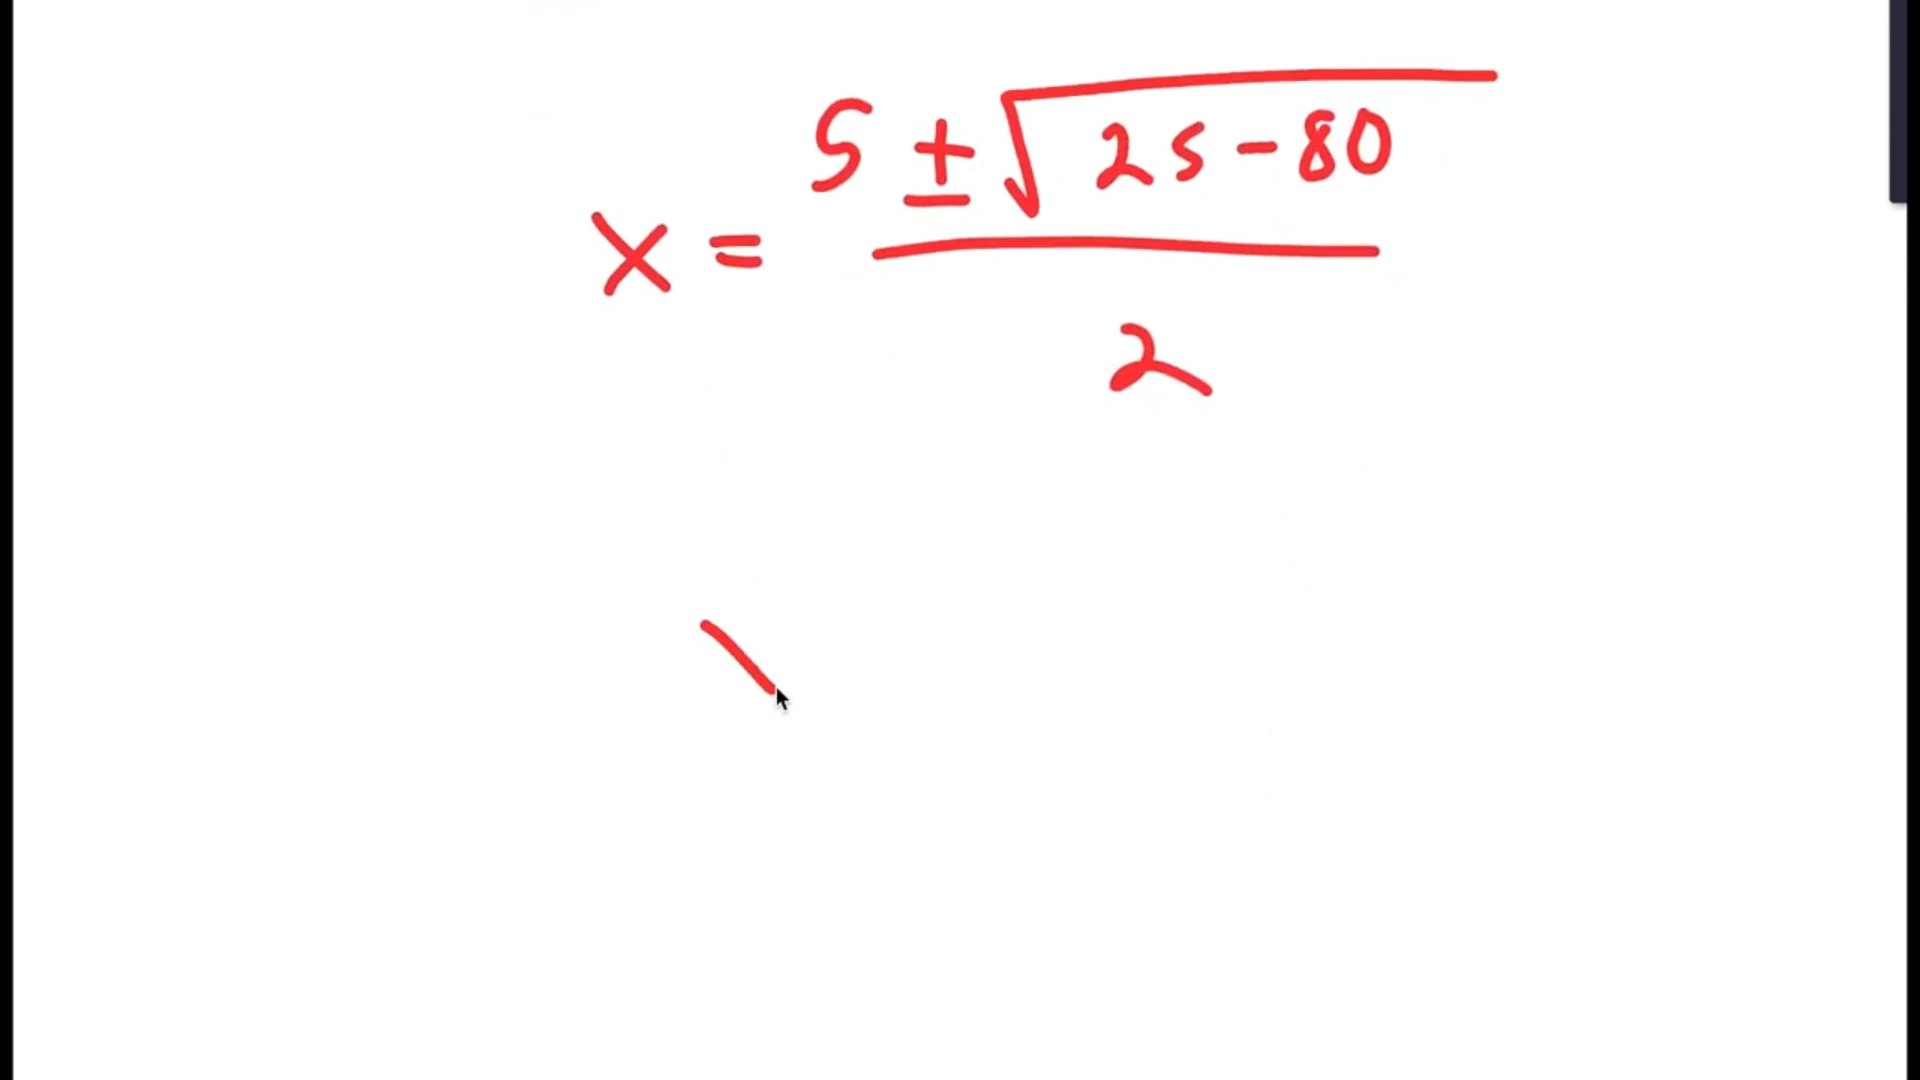 x = (5 ± √(25-80)) / 2